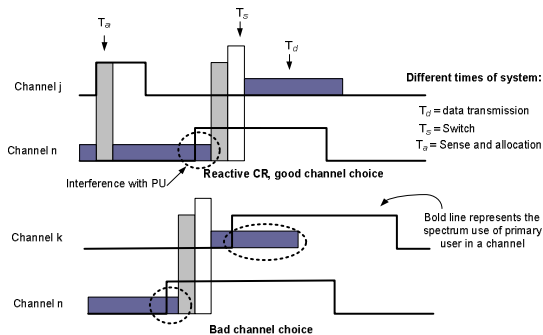 Ta
Ts
Td
Channel j
Different times of system:
Td = data transmission
Ts = Switch
Ta = Sense and allocation
Channel n
Interference with PU
Reactive CR, good channel choice
Bold line represents the
spectrum use of primary
user in a channel
Channel k
Channel n
Bad channel choice